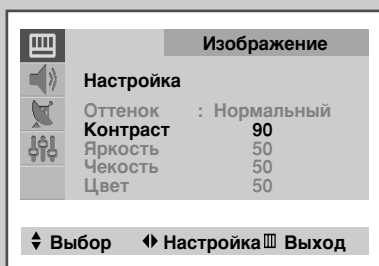 Изображение
Настройка
Оттенок : Нормальный
Контраст 90
Яркость 50
Чекость 50
Цвет 50
Выбор Настройка Выход